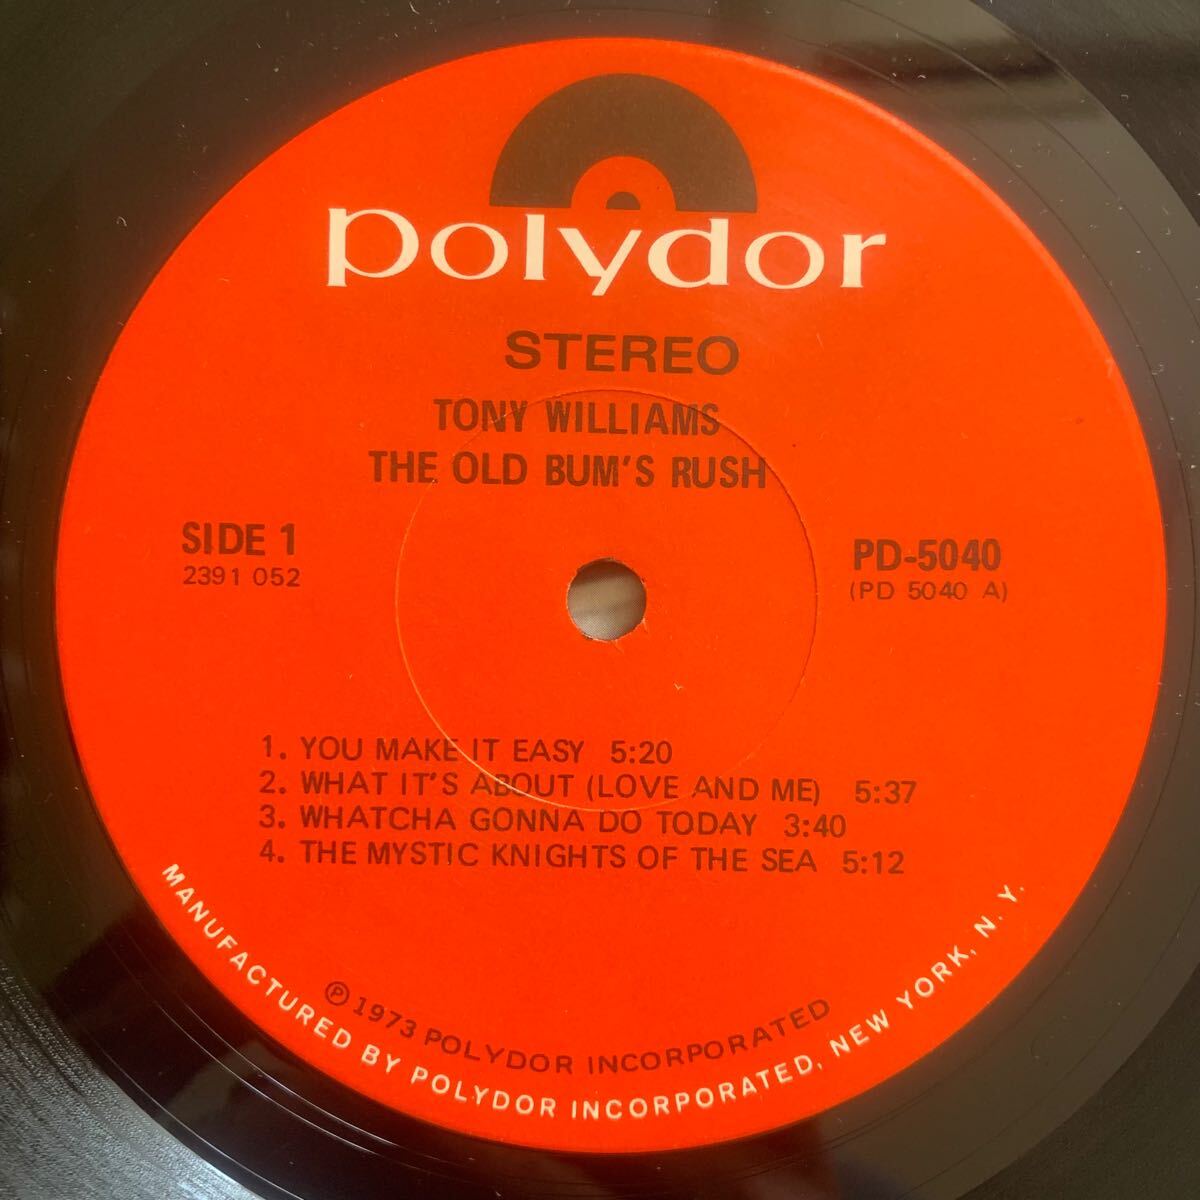 polydor
STEREO
TONY WILLIAMS
THE OLD BUM'S RUSH
SIDE 1
2391 052
PD-5040
(PD 5040 A)
1. YOU MAKE IT EASY 5:20
2. WHAT IT'S ABOUT (LOVE AND ME) 5:37
3. WHATCHA GONNA DO TODAY 3:40
4. THE MYSTIC KNIGHTS OF THE SEA 5:12
℗ 1973 POLYDOR INCORPORATED
MANUFACTURED BY POLYDOR INCORPORATED, NEW YORK, N. Y.